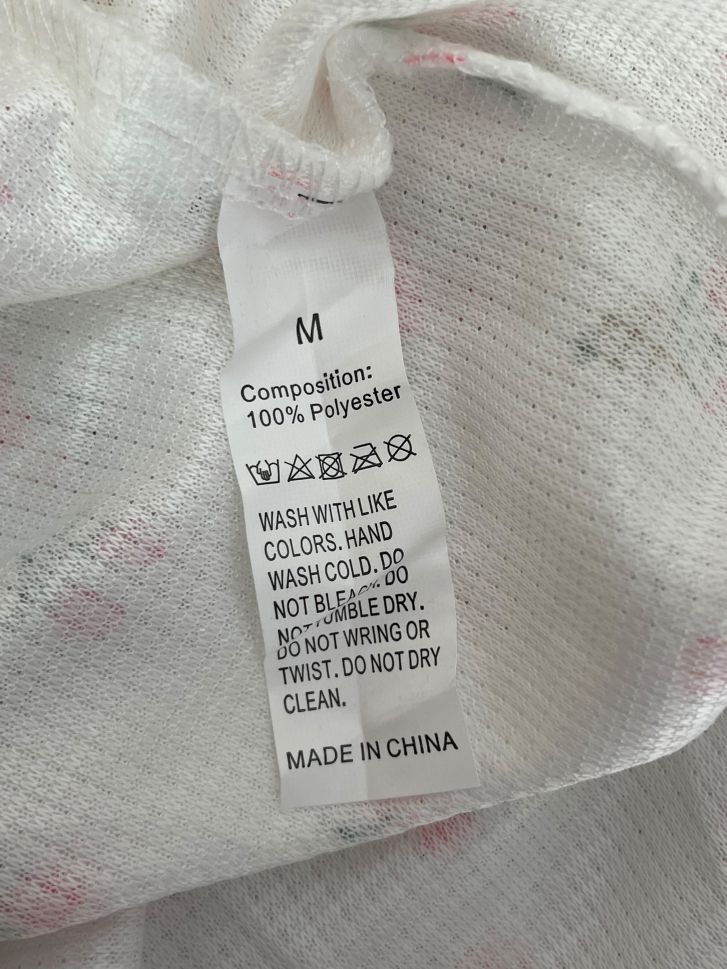 M
Composition:
100% Polyester
WASH WITH LIKE
COLORS. HAND
WASH COLD. DO
NOT BLEACH. DO
NOT TUMBLE DRY.
DO NOT WRING OR
TWIST. DO NOT DRY
CLEAN.
MADE IN CHINA